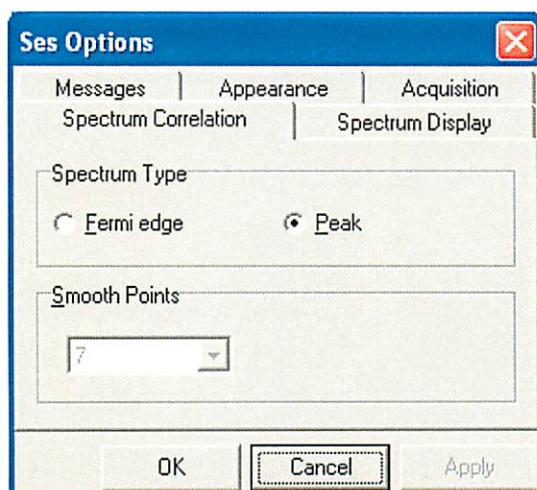 Ses Options
Messages Appearance Acquisition
Spectrum Correlation Spectrum Display
Spectrum Type
Fermi edge Peak
Smooth Points
7
OK Cancel Apply